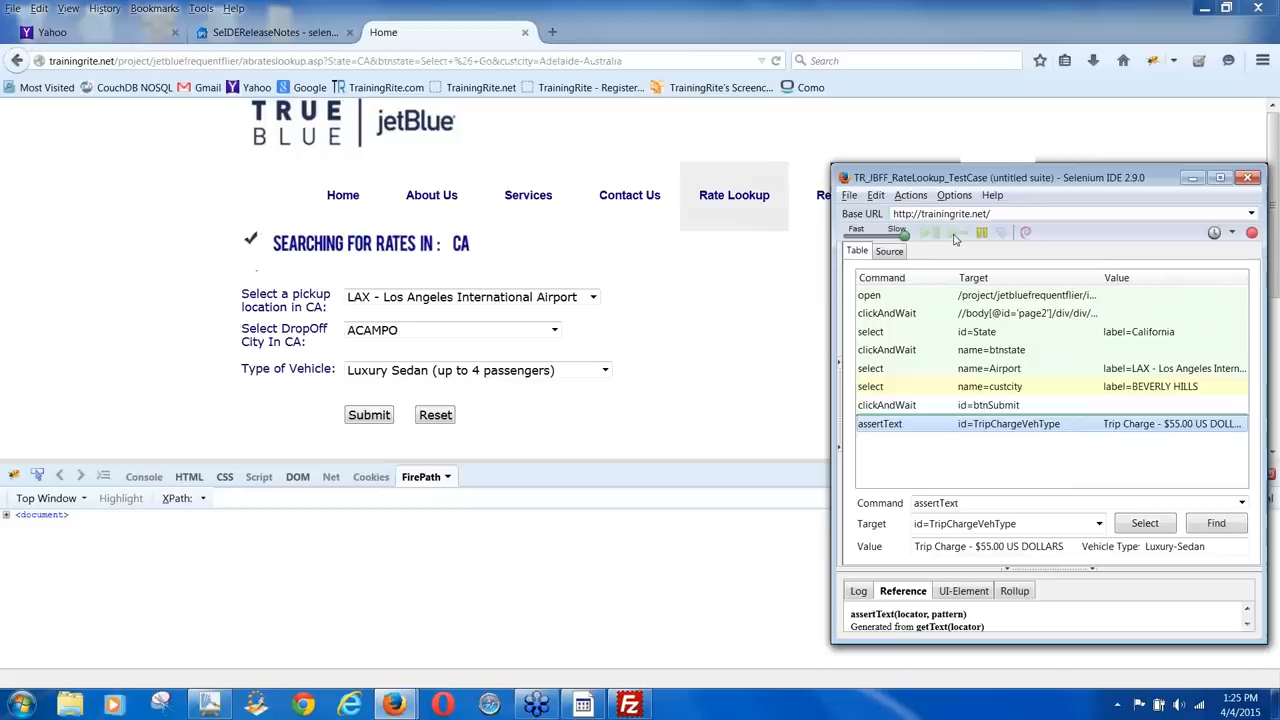 File Edit View History Bookmarks Tools Help
Yahoo × SeIDEReleaseNotes - selen... × Home × +
trainingrite.net/project/jetbluefrequentflier/abrateslookup.asp?State=CA&btnstate=Select+%26+Go&custcity=Adelaide-Australia Search
Most Visited CouchDB NOSQL Gmail Yahoo Google TrainingRite.com TrainingRite.net TrainingRite - Register... TrainingRite's Screenc... Como
TRUE
BLUE
jetBlue
Home About Us Services Contact Us Rate Lookup Re
SEARCHING FOR RATES IN : CA
Select a pickup
location in CA:
LAX - Los Angeles International Airport
Select DropOff
City In CA:
ACAMPO
Type of Vehicle: Luxury Sedan (up to 4 passengers)
Submit Reset
Console HTML CSS Script DOM Net Cookies FirePath
Top Window Highlight XPath:
<document>
TR_JBFF_RateLookup_TestCase (untitled suite) - Selenium IDE 2.9.0
File Edit Actions Options Help
Base URL http://trainingrite.net/
Fast Slow
Table Source
Command Target Value
open /project/jetbluefrequentflier/i...
clickAndWait //body[@id='page2']/div/div/...
select id=State label=California
clickAndWait name=btnstate
select name=Airport label=LAX - Los Angeles Intern...
select name=custcity label=BEVERLY HILLS
clickAndWait id=btnSubmit
assertText id=TripChargeVehType Trip Charge - $55.00 US DOLL...
Command assertText
Target id=TripChargeVehType Select Find
Value Trip Charge - $55.00 US DOLLARS Vehicle Type: Luxury-Sedan
Log Reference UI-Element Rollup
assertText(locator, pattern)
Generated from getText(locator)
1:25 PM
4/4/2015